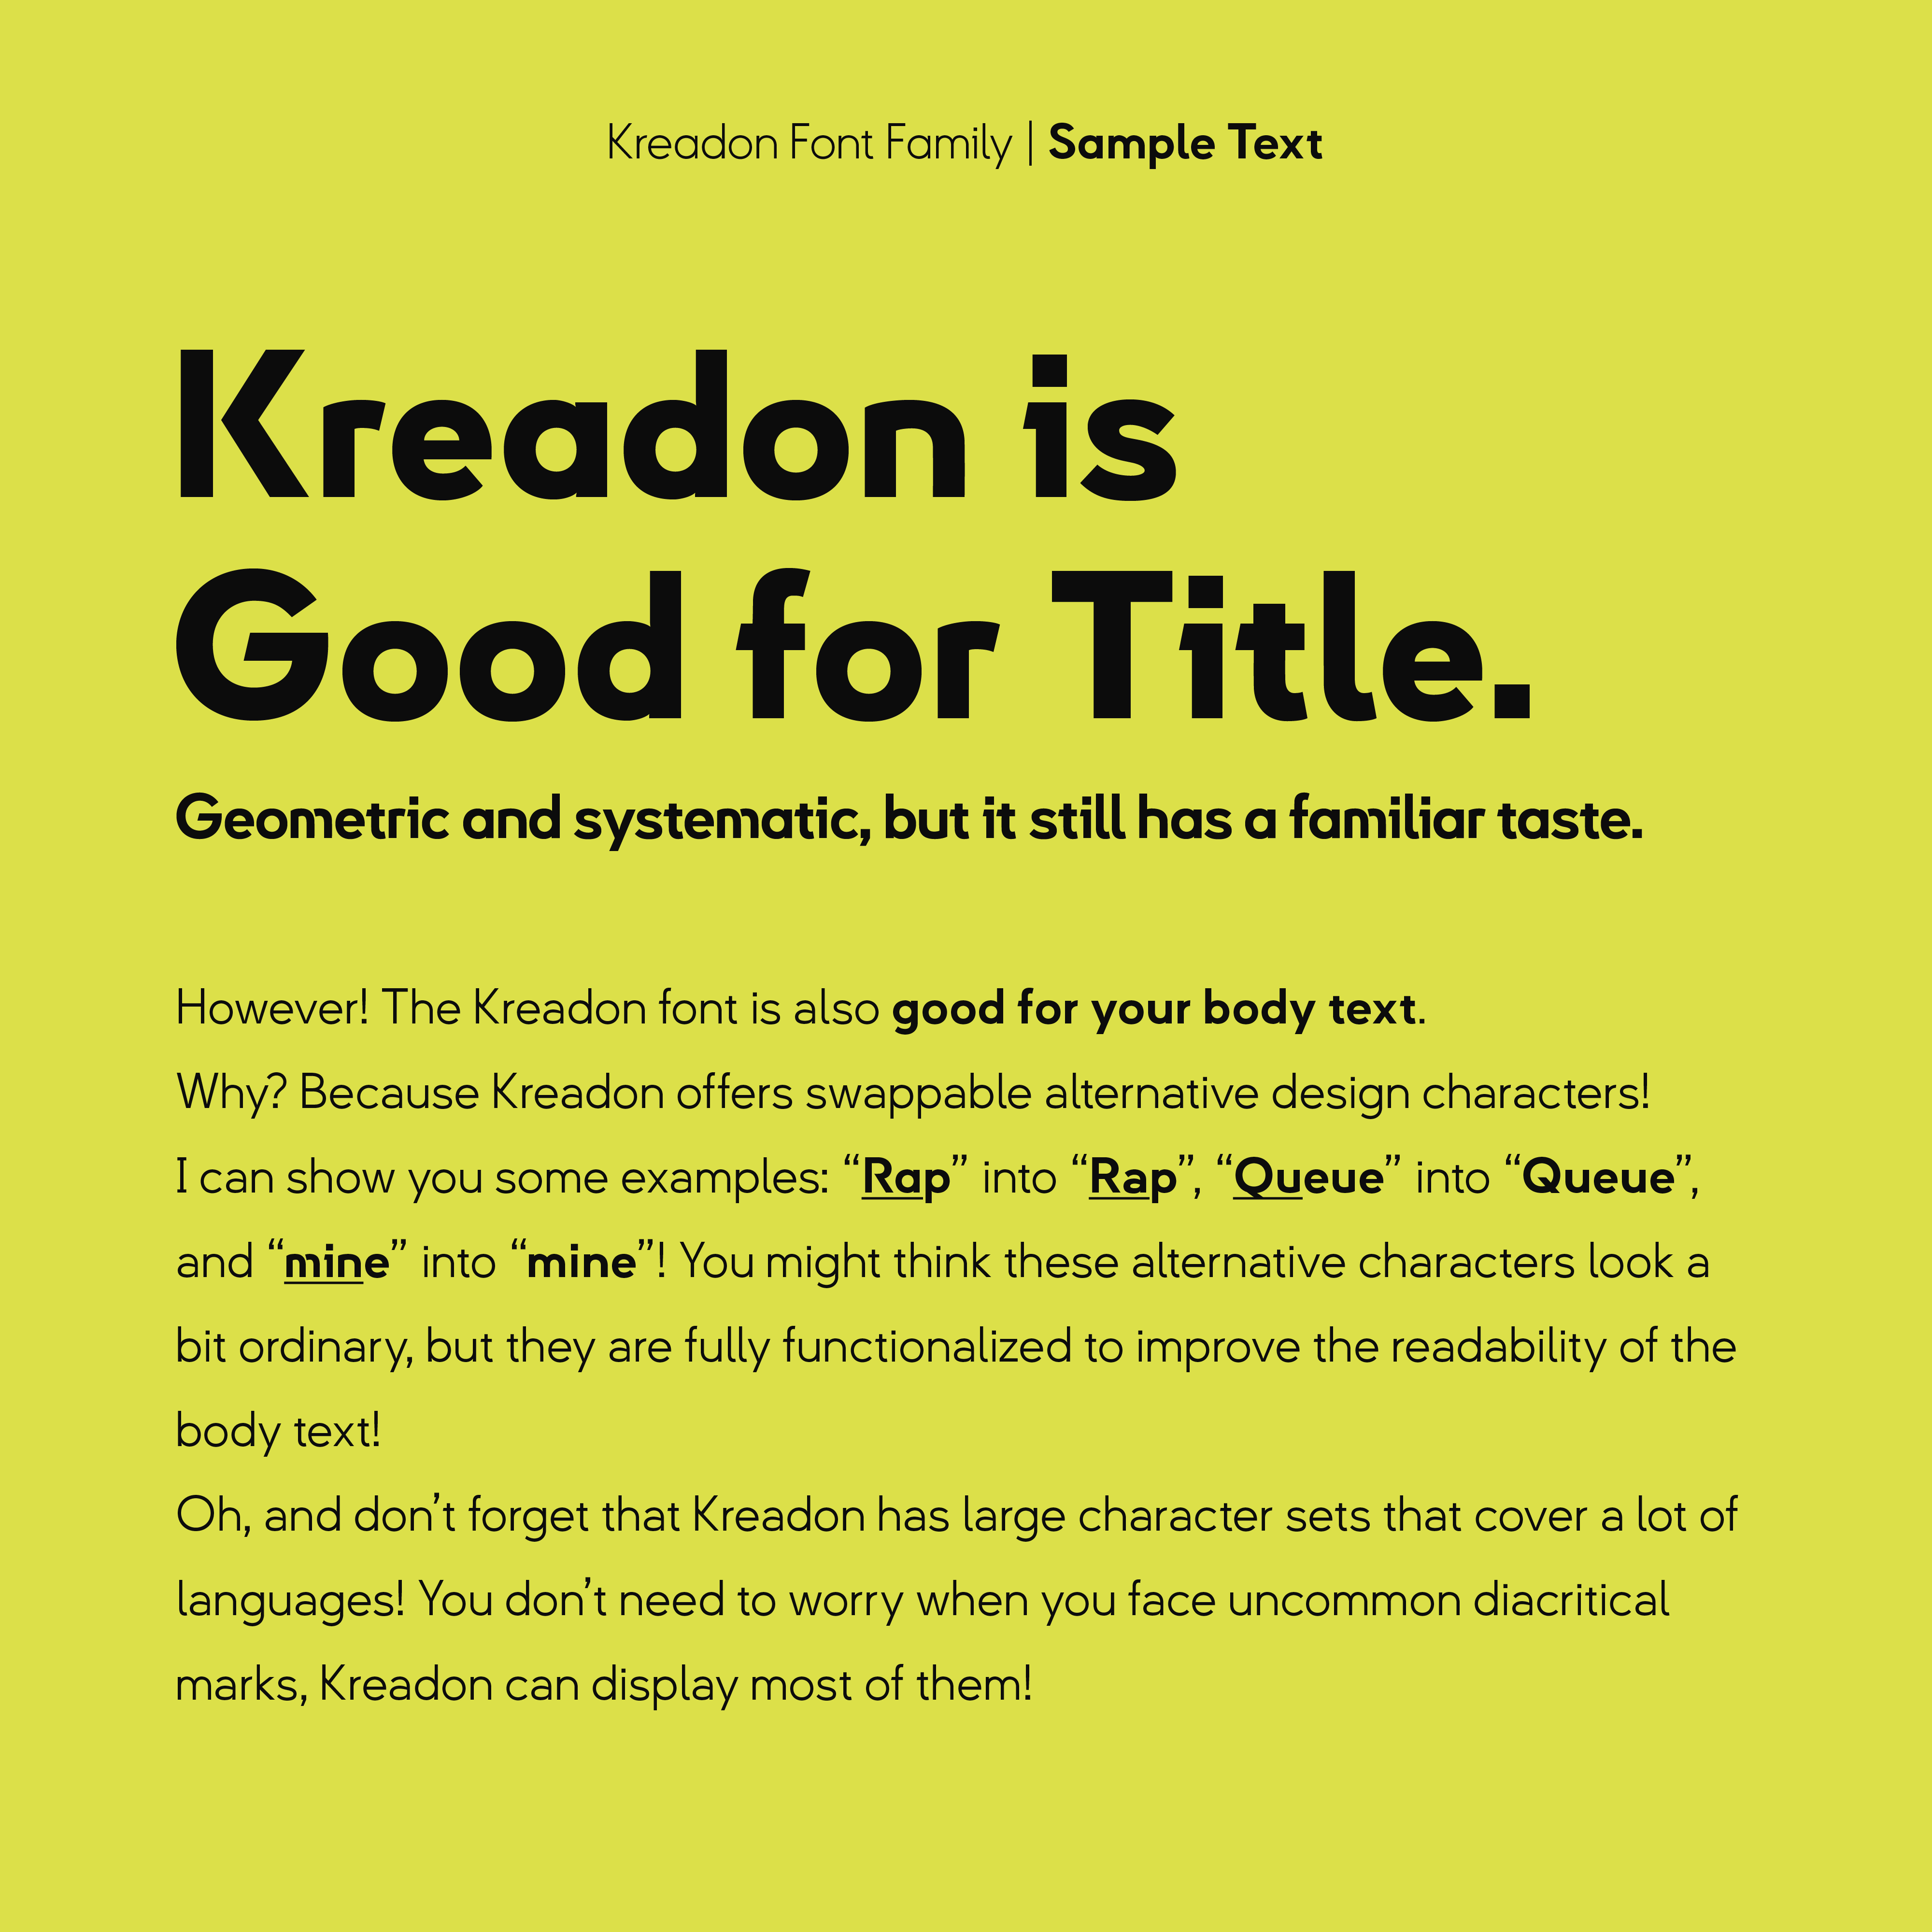 Kreadon Font Family | Sample Text
Kreadon is
Good for Title.
Geometric and systematic, but it still has a familiar taste.
However! The Kreadon font is also good for your body text.
Why? Because Kreadon offers swappable alternative design characters!
I can show you some examples: “Rap” into “Rap”, “Queue” into “Queue”,
and “mine” into “mine”! You might think these alternative characters look a
bit ordinary, but they are fully functionalized to improve the readability of the
body text!
Oh, and don’t forget that Kreadon has large character sets that cover a lot of
languages! You don’t need to worry when you face uncommon diacritical
marks, Kreadon can display most of them!